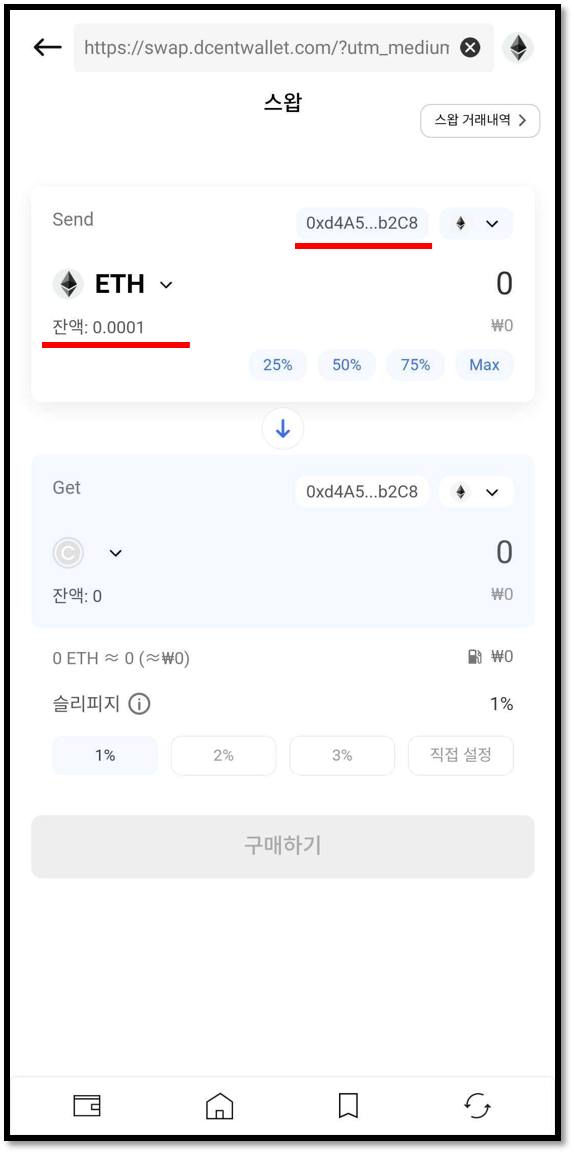 https://swap.dcentwallet.com/?utm_medium
스왑
스왑 거래내역
Send
0xd4A5...b2C8
ETH
0
잔액: 0.0001
₩0
25%
50%
75%
Max
Get
0xd4A5...b2C8
0
잔액: 0
₩0
0 ETH ≈ 0 (≈₩0)
₩0
슬리피지
1%
1%
2%
3%
직접 설정
구매하기